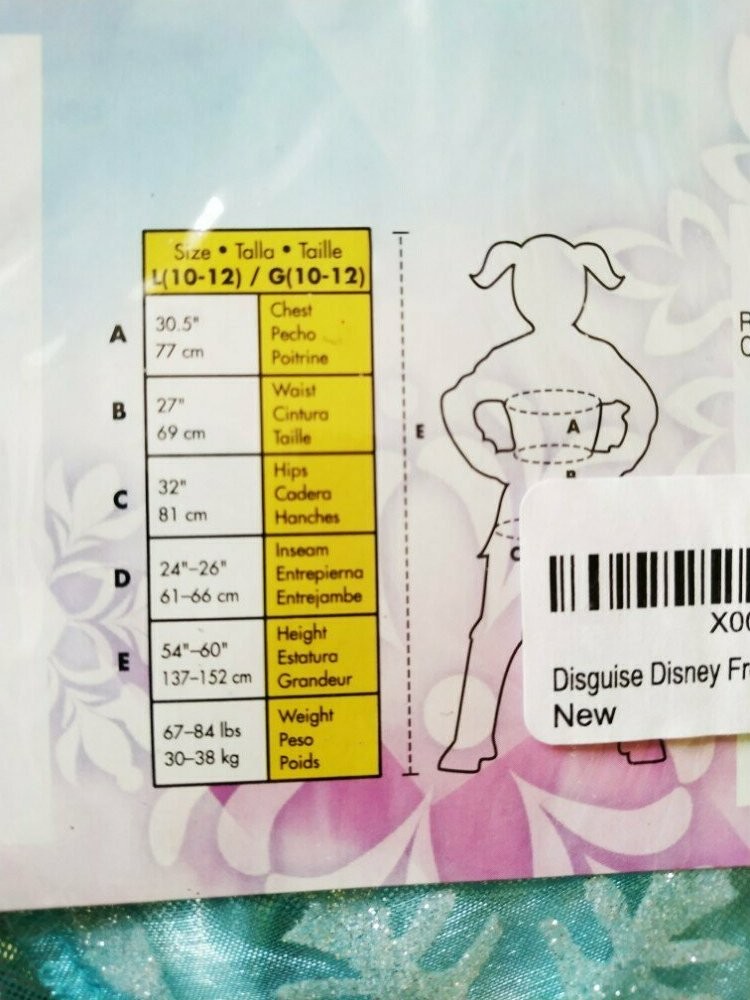 Size • Talla • Taille
L(10-12) / G(10-12)
A
30.5"
77 cm
Chest
Pecho
Poitrine
B
27"
69 cm
Waist
Cintura
Taille
C
32"
81 cm
Hips
Cadera
Hanches
D
24"–26"
61–66 cm
Inseam
Entrepierna
Entrejambe
E
54"–60"
137–152 cm
Height
Estatura
Grandeur
67–84 lbs
30–38 kg
Weight
Peso
Poids
E
A
B
C
X00
Disguise Disney Fr
New